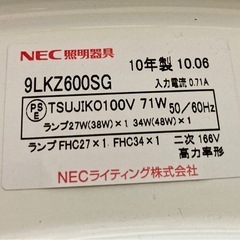 NEC照明器具
10年製 10.06
9LKZ600SG
入力電流 0.71A
PSE TSUJIKO100V 71W 50/60Hz
ランプ27W(38W)×1 34W(48W)×1
ランプ FHC27×1 FHC34×1 二次 166V
高力率形
NECライティング株式会社